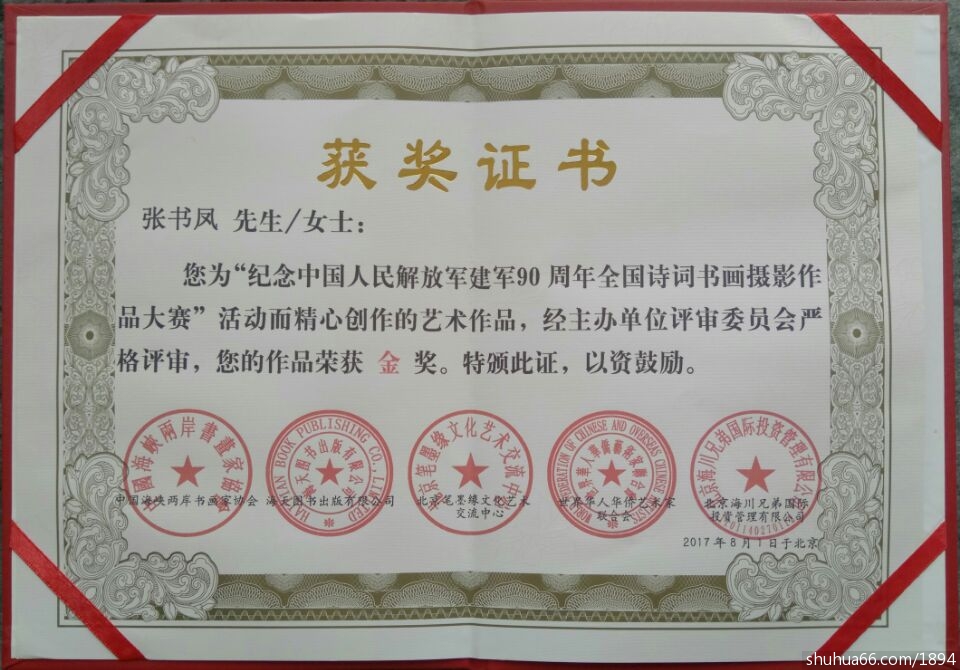 获奖证书
张书凤 先生/女士：
您为“纪念中国人民解放军建军90 周年全国诗词书画摄影作
品大赛”活动而精心创作的艺术作品，经主办单位评审委员会严
格评审，您的作品荣获 金 奖。特颁此证，以资鼓励。
中国海峡两岸书画家协会
海天图书出版有限公司
北京笔墨缘文化艺术
交流中心
世界华人华侨艺术家
联合会
北京海川兄弟国际
投资管理有限公司
2017年8月1日于北京
shuhua66.com/1894